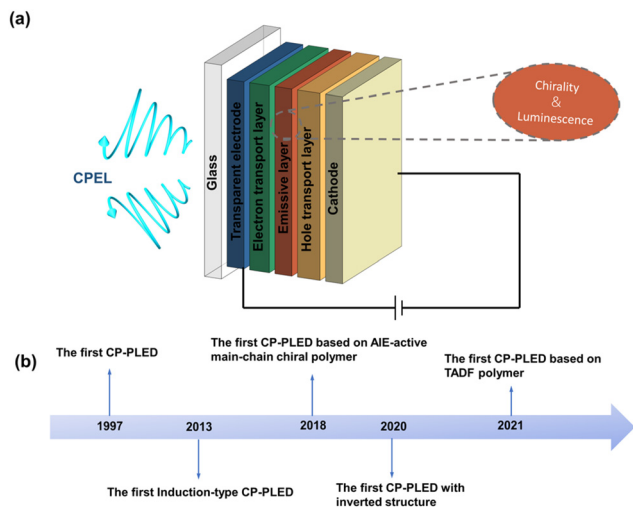 (a)
CPEL
Glass
Transparent electrode
Electron transport layer
Emissive layer
Hole transport layer
Cathode
Chirality
&
Luminescence
(b)
The first CP-PLED
The first CP-PLED based on AIE-active
main-chain chiral polymer
The first CP-PLED based on
TADF polymer
1997
2013
2018
2020
2021
The first Induction-type CP-PLED
The first CP-PLED with
inverted structure